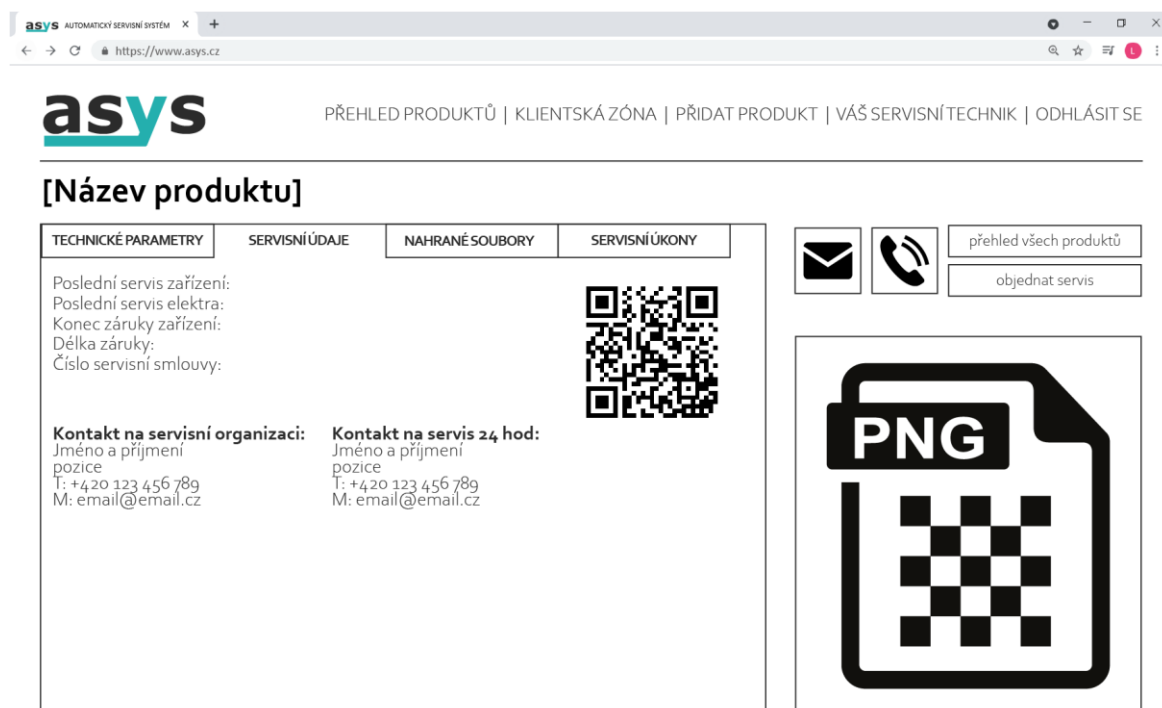 asys AUTOMATICKÝ SERVISNÍ SYSTÉM
https://www.asys.cz
L
asys
PŘEHLED PRODUKTŮ | KLIENTSKÁ ZÓNA | PŘIDAT PRODUKT | VÁŠ SERVISNÍ TECHNIK | ODHLÁSIT SE
[Název produktu]
TECHNICKÉ PARAMETRY
SERVISNÍ ÚDAJE
NAHRANÉ SOUBORY
SERVISNÍ ÚKONY
Poslední servis zařízení:
Poslední servis elektra:
Konec záruky zařízení:
Délka záruky:
Číslo servisní smlouvy:
Kontakt na servisní organizaci:
Jméno a příjmení
pozice
T: +420 123 456 789
M: email@email.cz
Kontakt na servis 24 hod:
Jméno a příjmení
pozice
T: +420 123 456 789
M: email@email.cz
přehled všech produktů
objednat servis
PNG